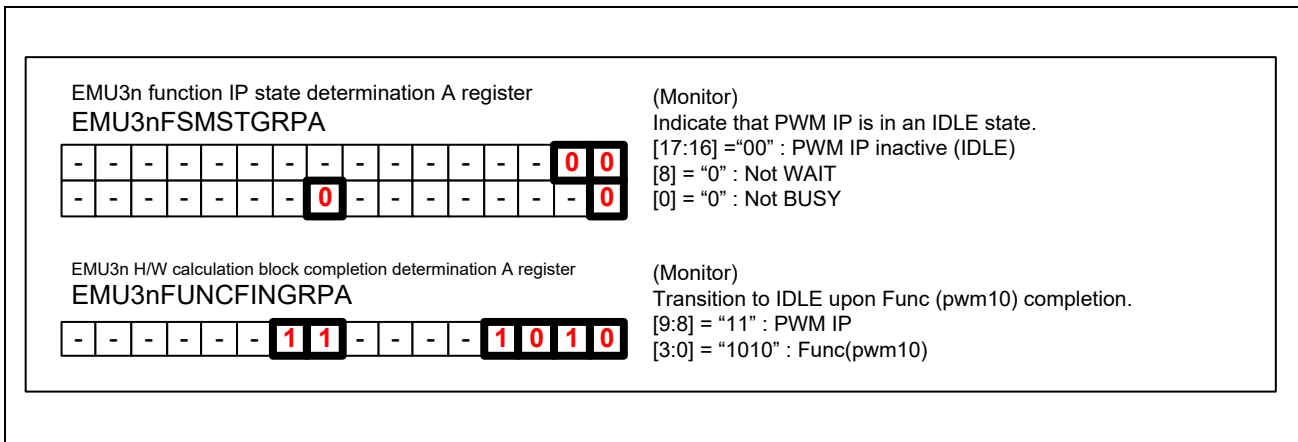 EMU3n function IP state determination A register
EMU3nFSMSTGRPA
- - - - - - - - - - - - - - 0 0
- - - - - - - 0 - - - - - - - 0
(Monitor)
Indicate that PWM IP is in an IDLE state.
[17:16] =“00” : PWM IP inactive (IDLE)
[8] = “0” : Not WAIT
[0] = “0” : Not BUSY
EMU3n H/W calculation block completion determination A register
EMU3nFUNCFINGRPA
- - - - - - 1 1 - - - - 1 0 1 0
(Monitor)
Transition to IDLE upon Func (pwm10) completion.
[9:8] = “11” : PWM IP
[3:0] = “1010” : Func(pwm10)